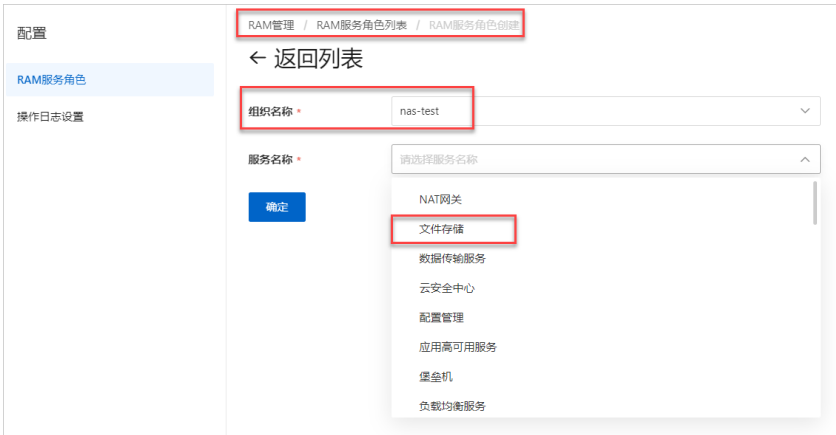 配置
RAM服务角色
操作日志设置
RAM管理 / RAM服务角色列表 / RAM服务角色创建
← 返回列表
组织名称 * nas-test
服务名称 * 请选择服务名称
确定
NAT网关
文件存储
数据传输服务
云安全中心
配置管理
应用高可用服务
堡垒机
负载均衡服务